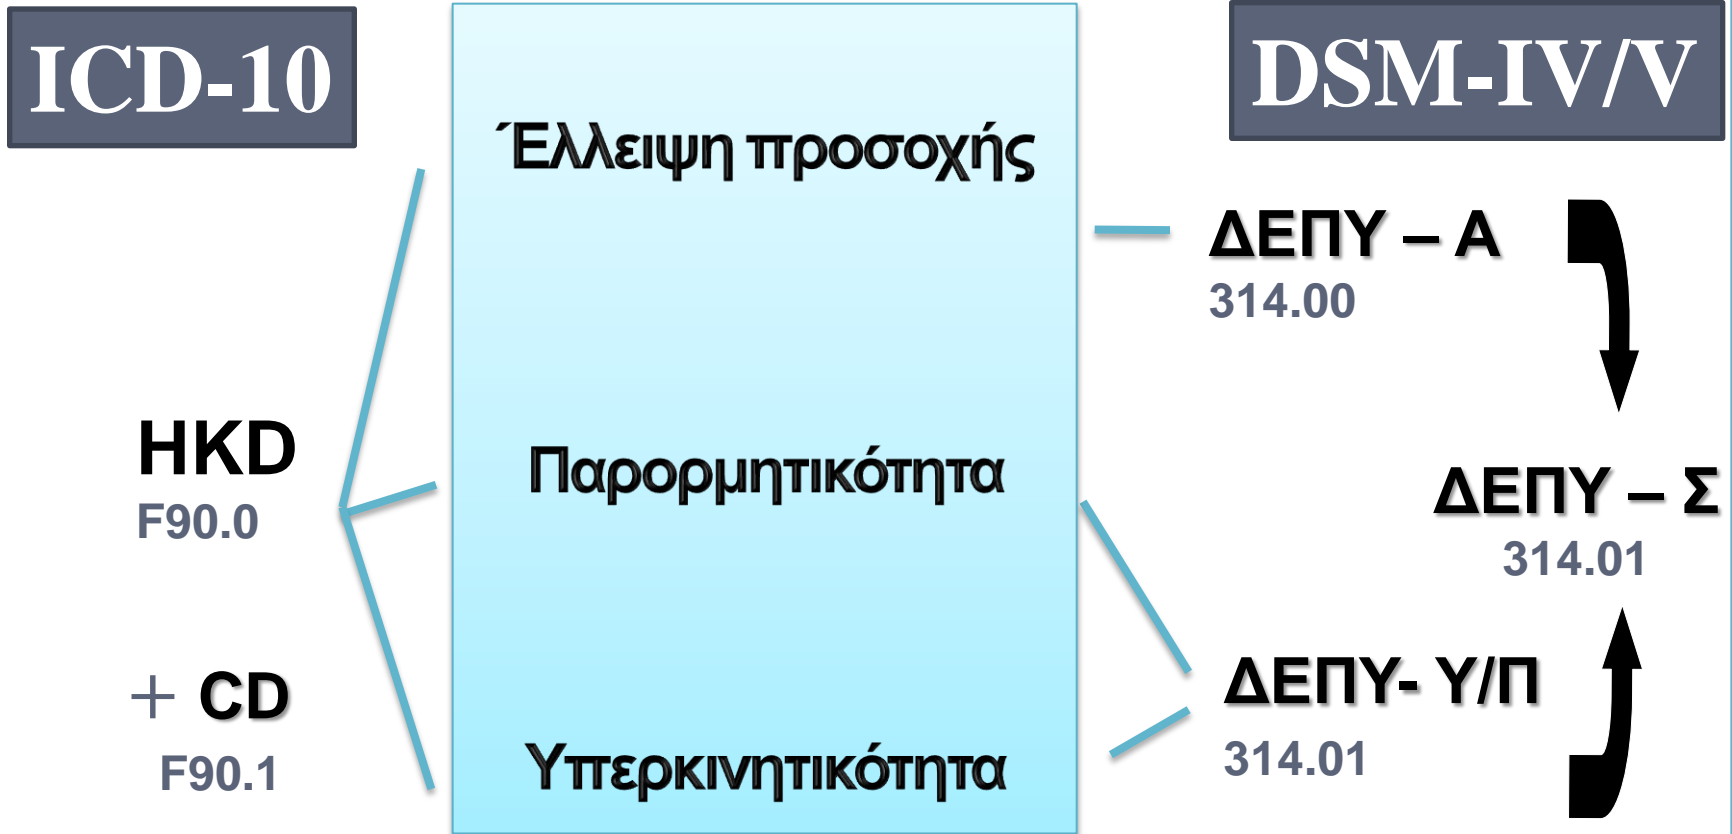 ICD-10
HKD
F90.0
+ CD
F90.1
Έλλειψη προσοχής
Παρορμητικότητα
Υπερκινητικότητα
DSM-IV/V
ΔΕΠΥ – Α
314.00
ΔΕΠΥ – Σ
314.01
ΔΕΠΥ- Υ/Π
314.01